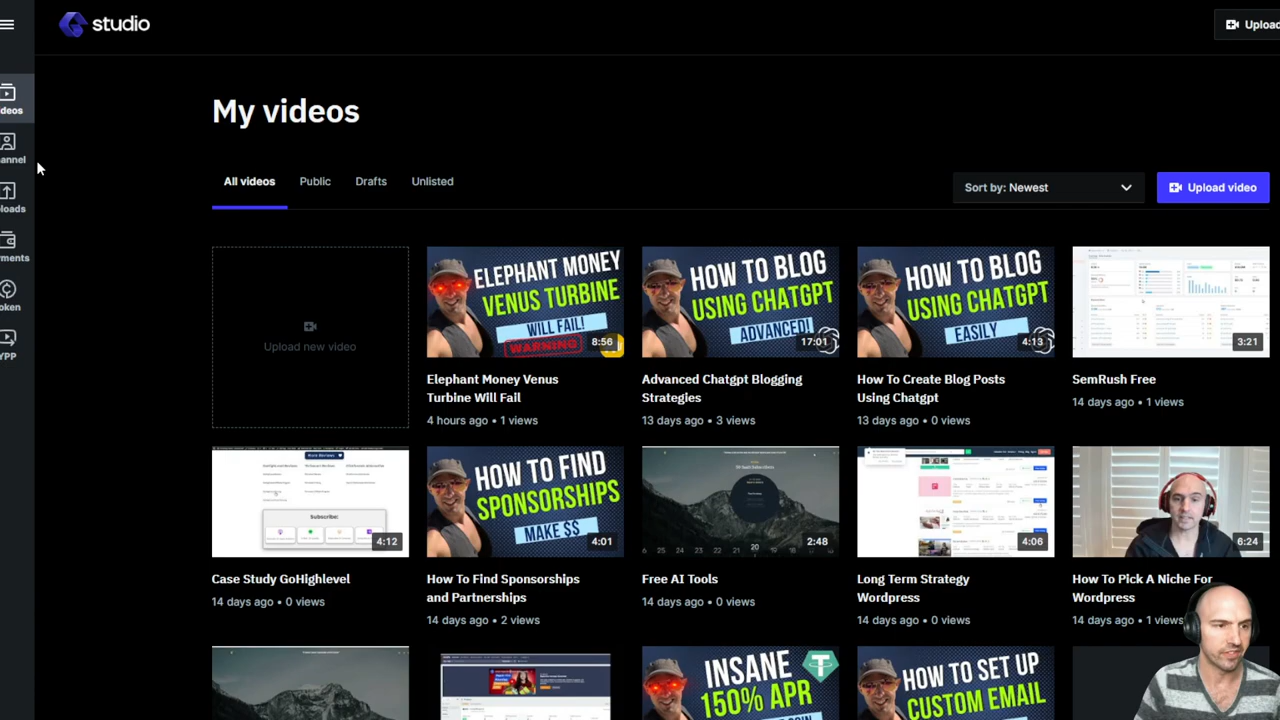 studio
Upload
deos
annel
loads
ments
oken
YPP
My videos
All videos
Public
Drafts
Unlisted
Sort by: Newest
Upload video
Upload new video
ELEPHANT MONEY
VENUS TURBINE
WILL FAIL!
WARNING
8:56
Elephant Money Venus
Turbine Will Fail
4 hours ago • 1 views
HOW TO BLOG
USING CHATGPT
ADVANCED!
17:01
Advanced Chatgpt Blogging
Strategies
13 days ago • 3 views
HOW TO BLOG
USING CHATGPT
EASILY
4:13
How To Create Blog Posts
Using Chatgpt
13 days ago • 0 views
3:21
SemRush Free
14 days ago • 1 views
Subscribe:
4:12
Case Study GoHighlevel
14 days ago • 0 views
HOW TO FIND
SPONSORSHIPS
MAKE $$
4:01
How To Find Sponsorships
and Partnerships
14 days ago • 2 views
2:48
Free AI Tools
14 days ago • 0 views
4:06
Long Term Strategy
Wordpress
14 days ago • 0 views
6:24
How To Pick A Niche For
Wordpress
14 days ago • 1 views
INSANE
150% APR
HOW TO SET UP
CUSTOM EMAIL